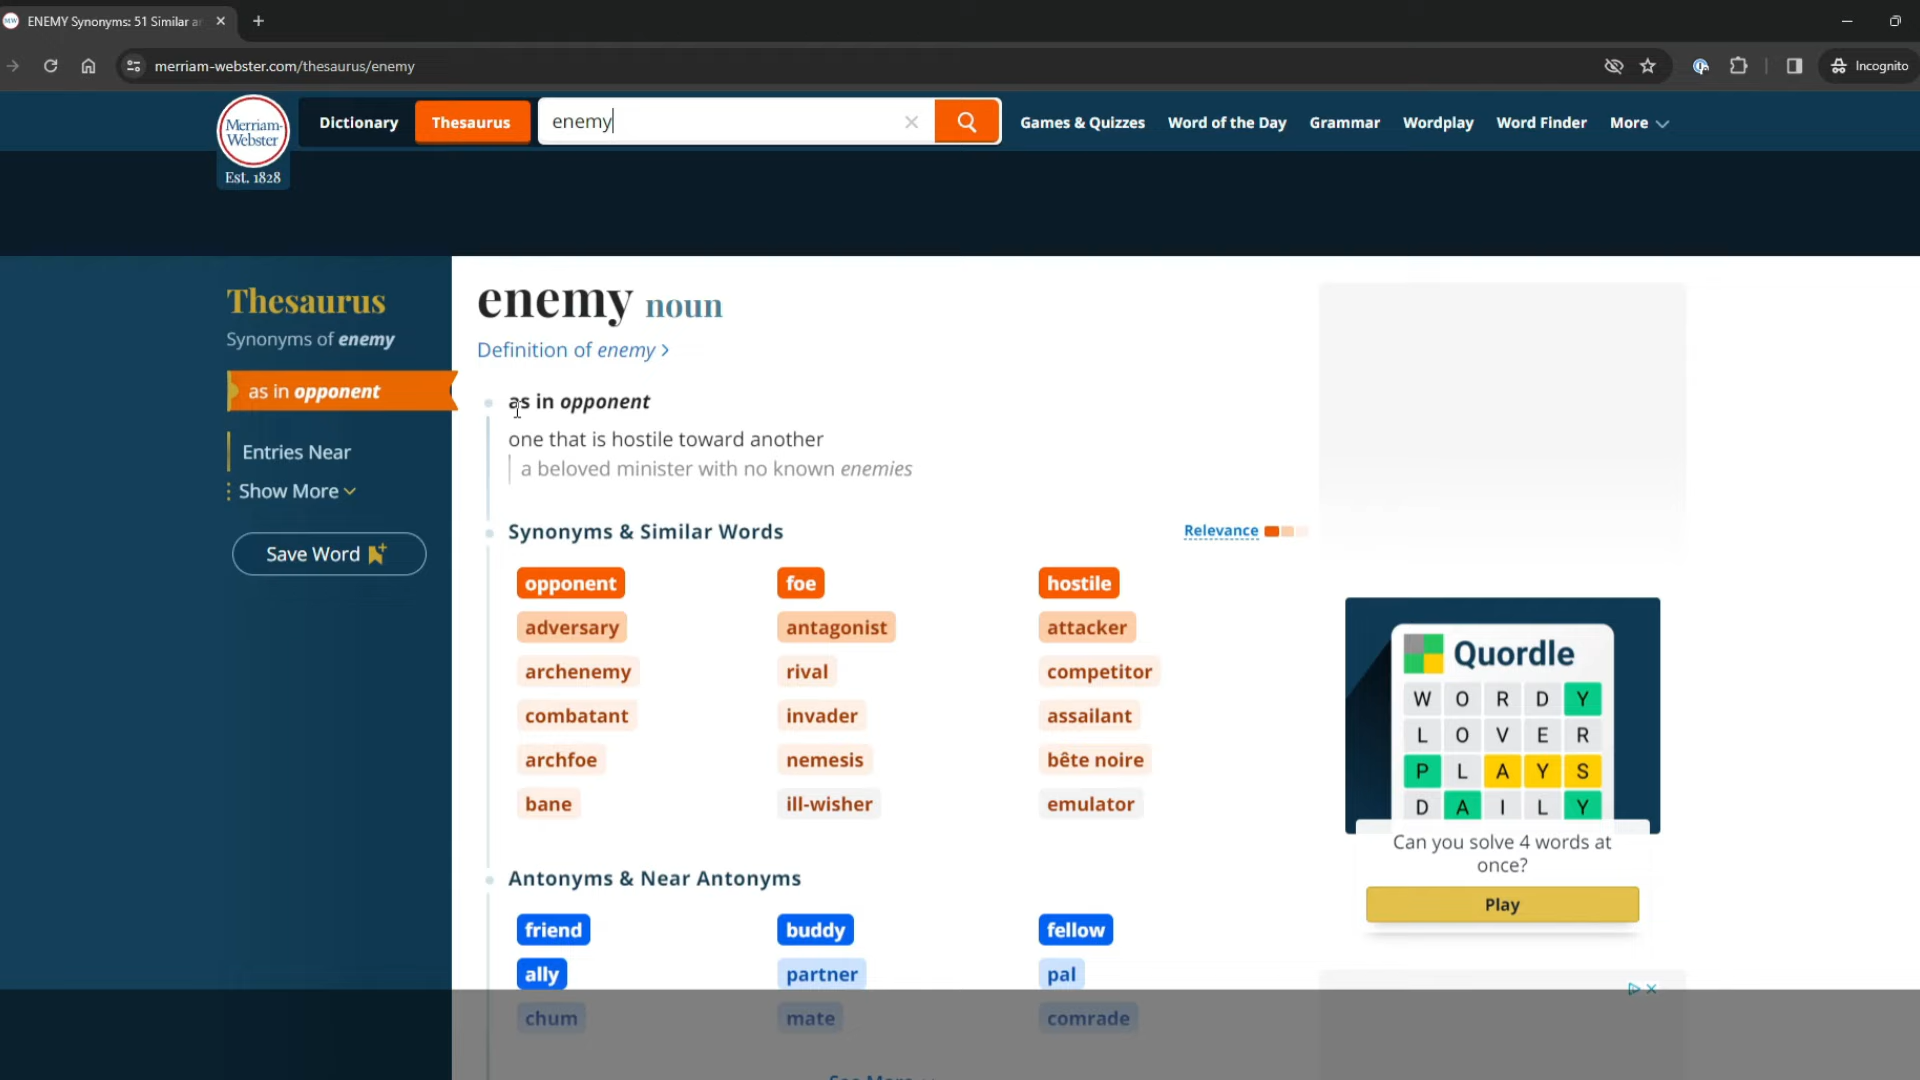 ENEMY Synonyms: 51 Similar a
merriam-webster.com/thesaurus/enemy
Incognito
Merriam-
Webster
Est. 1828
Dictionary
Thesaurus
enemy
Games & Quizzes
Word of the Day
Grammar
Wordplay
Word Finder
More
Thesaurus
Synonyms of enemy
as in opponent
Entries Near
Show More
Save Word
enemy noun
Definition of enemy >
as in opponent
one that is hostile toward another
a beloved minister with no known enemies
Synonyms & Similar Words
Relevance
opponent foe hostile
adversary antagonist attacker
archenemy rival competitor
combatant invader assailant
archfoe nemesis bête noire
bane ill-wisher emulator
Antonyms & Near Antonyms
friend buddy fellow
ally partner pal
chum mate comrade
See More
Quordle
W O R D Y
L O V E R
P L A Y S
D A I L Y
Can you solve 4 words at
once?
Play